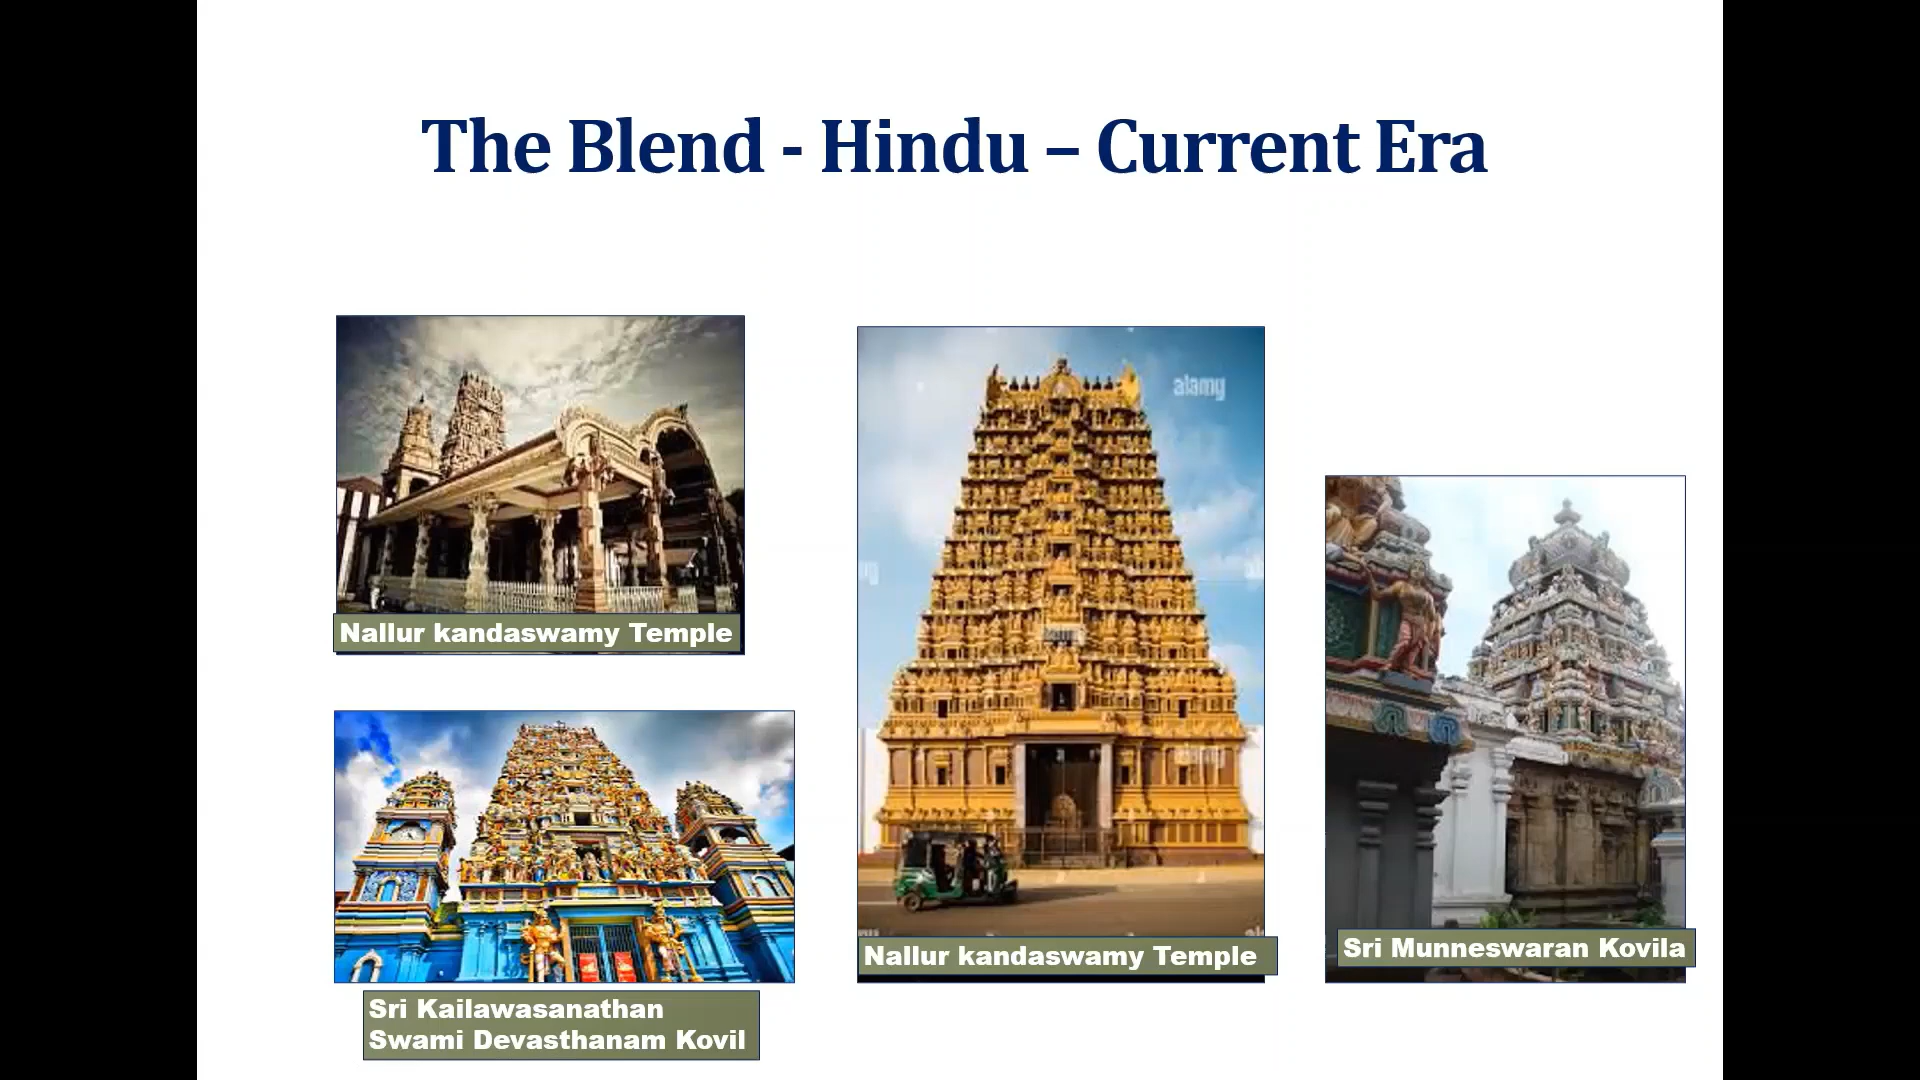 The Blend - Hindu – Current Era
alamy
Nallur kandaswamy Temple
Nallur kandaswamy Temple
Sri Munneswaran Kovila
Sri Kailawasanathan
Swami Devasthanam Kovil